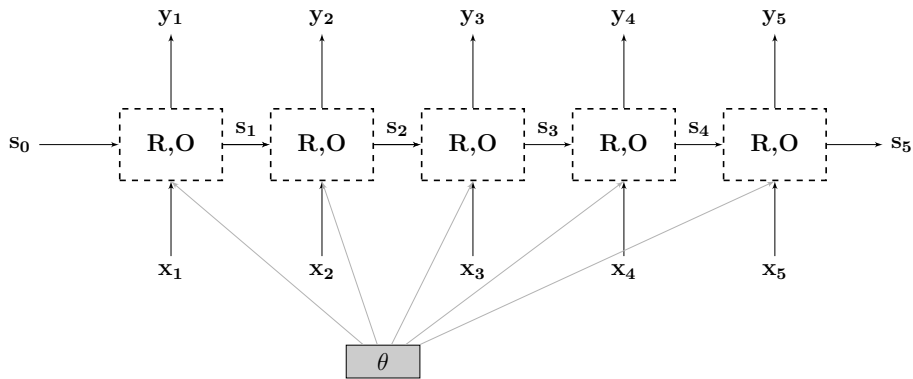 y₁ y₂ y₃ y₄ y₅
s₀ R,O s₁ R,O s₂ R,O s₃ R,O s₄ R,O s₅
x₁ x₂ x₃ x₄ x₅
θ